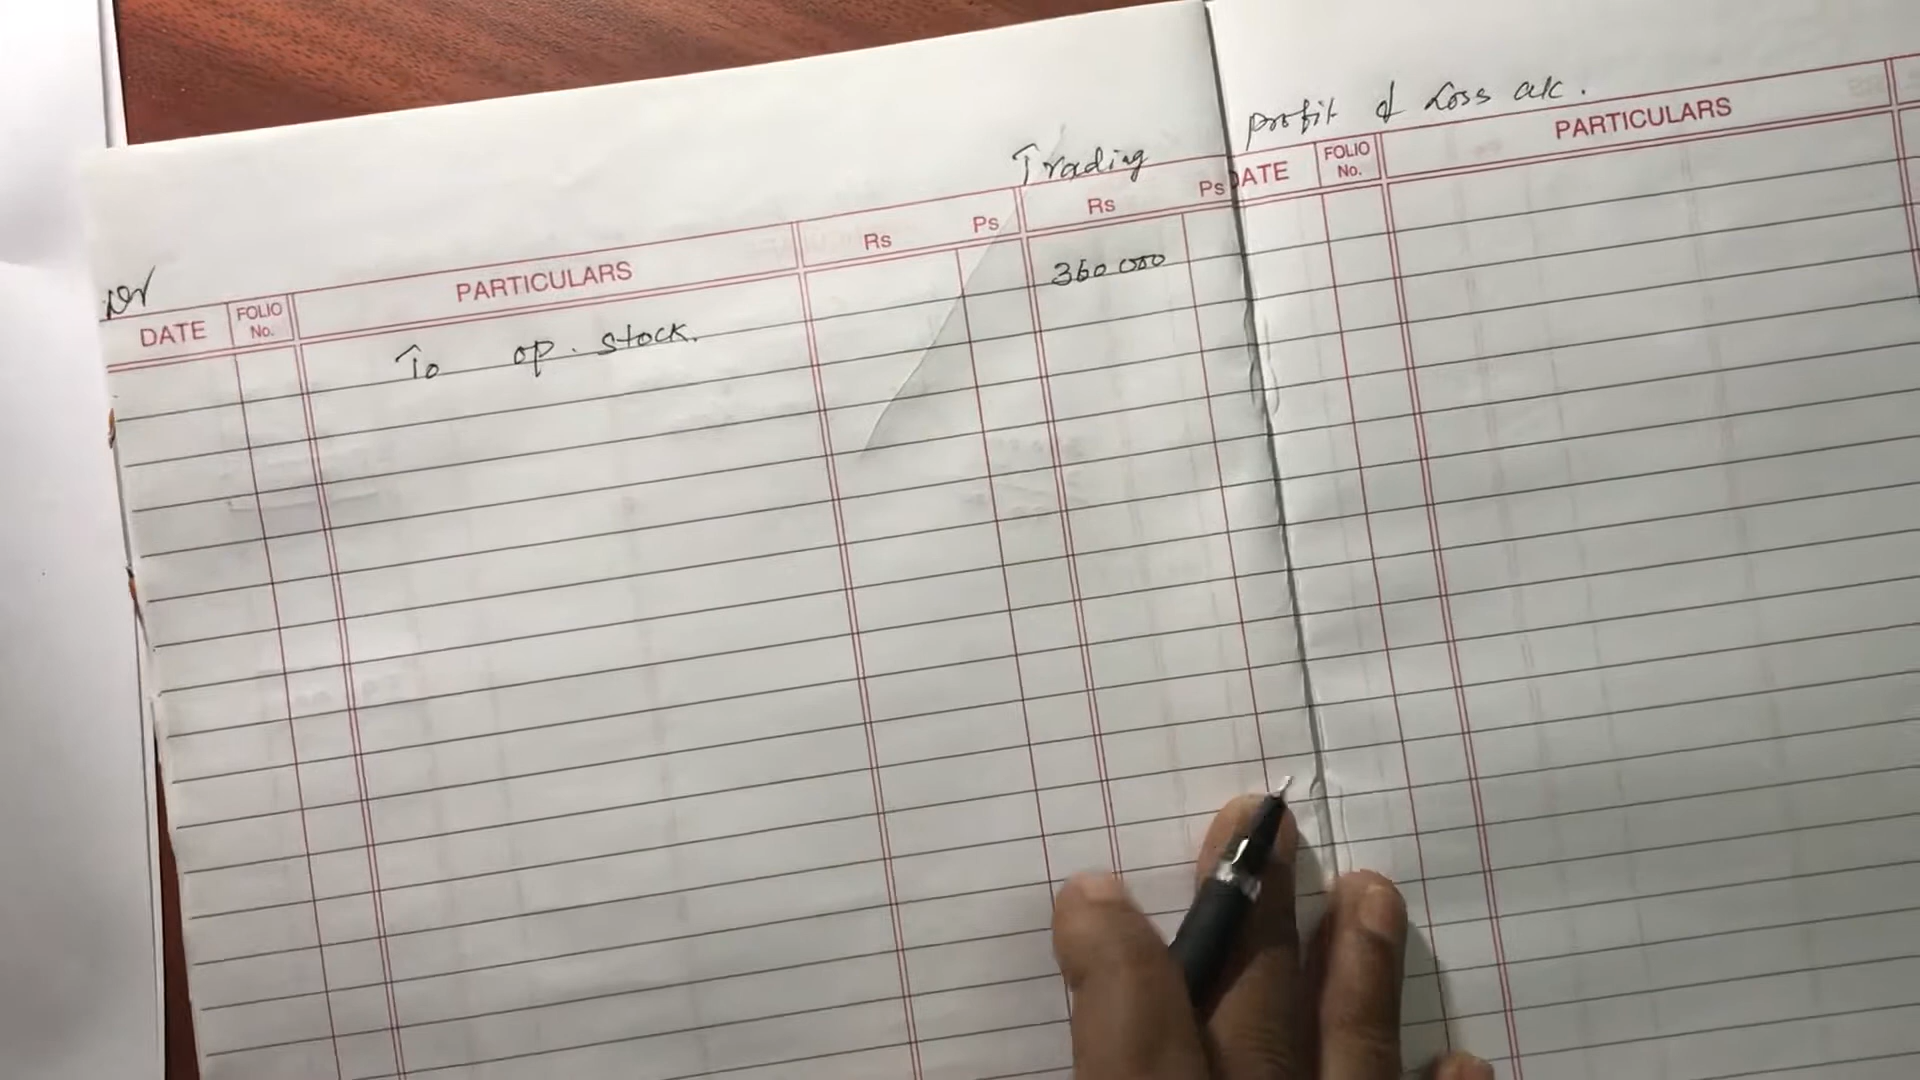 Trading profit & Loss a/c.
Dr
DATE FOLIO No. PARTICULARS Rs Ps Rs Ps DATE FOLIO No. PARTICULARS
To op. stock. 360000